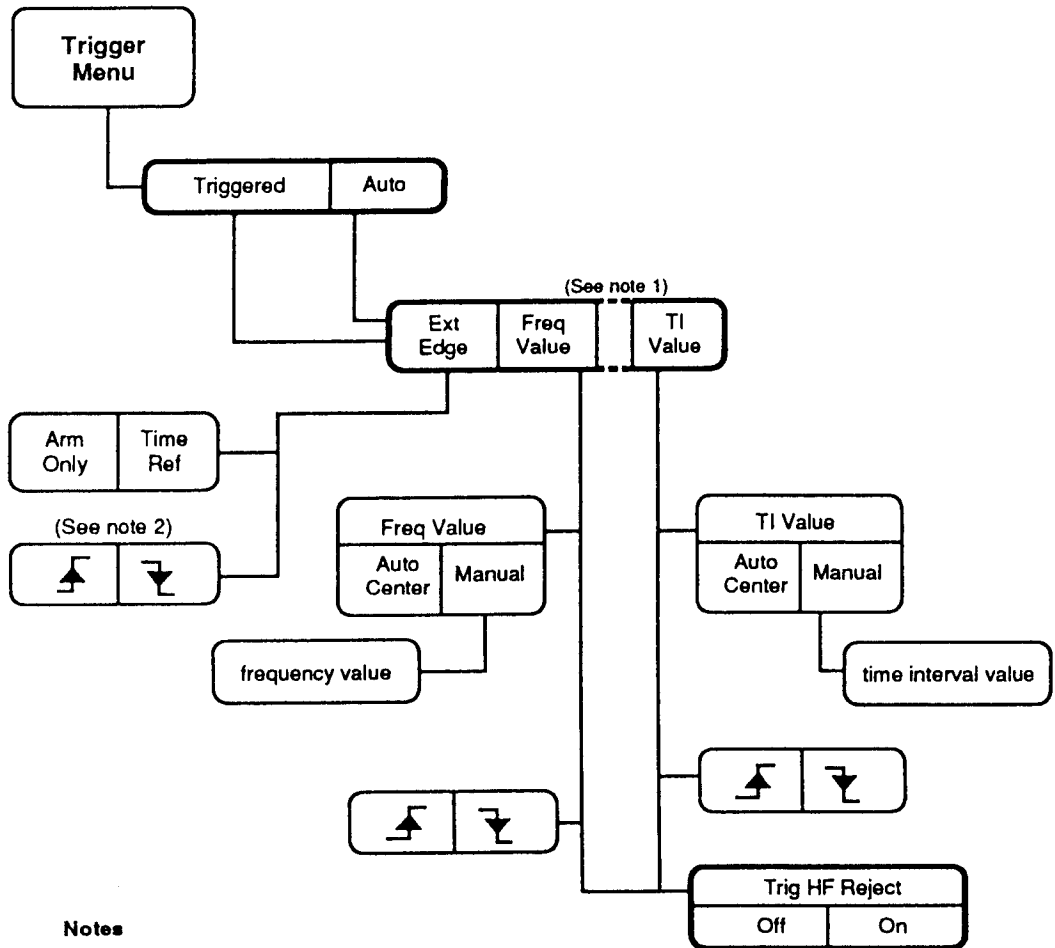 Trigger
Menu
Triggered Auto
(See note 1)
Ext
Edge
Freq
Value
TI
Value
Arm
Only
Time
Ref
(See note 2)
Freq Value
Auto
Center
Manual
frequency value
TI Value
Auto
Center
Manual
time interval value
Trig HF Reject
Off On
Notes